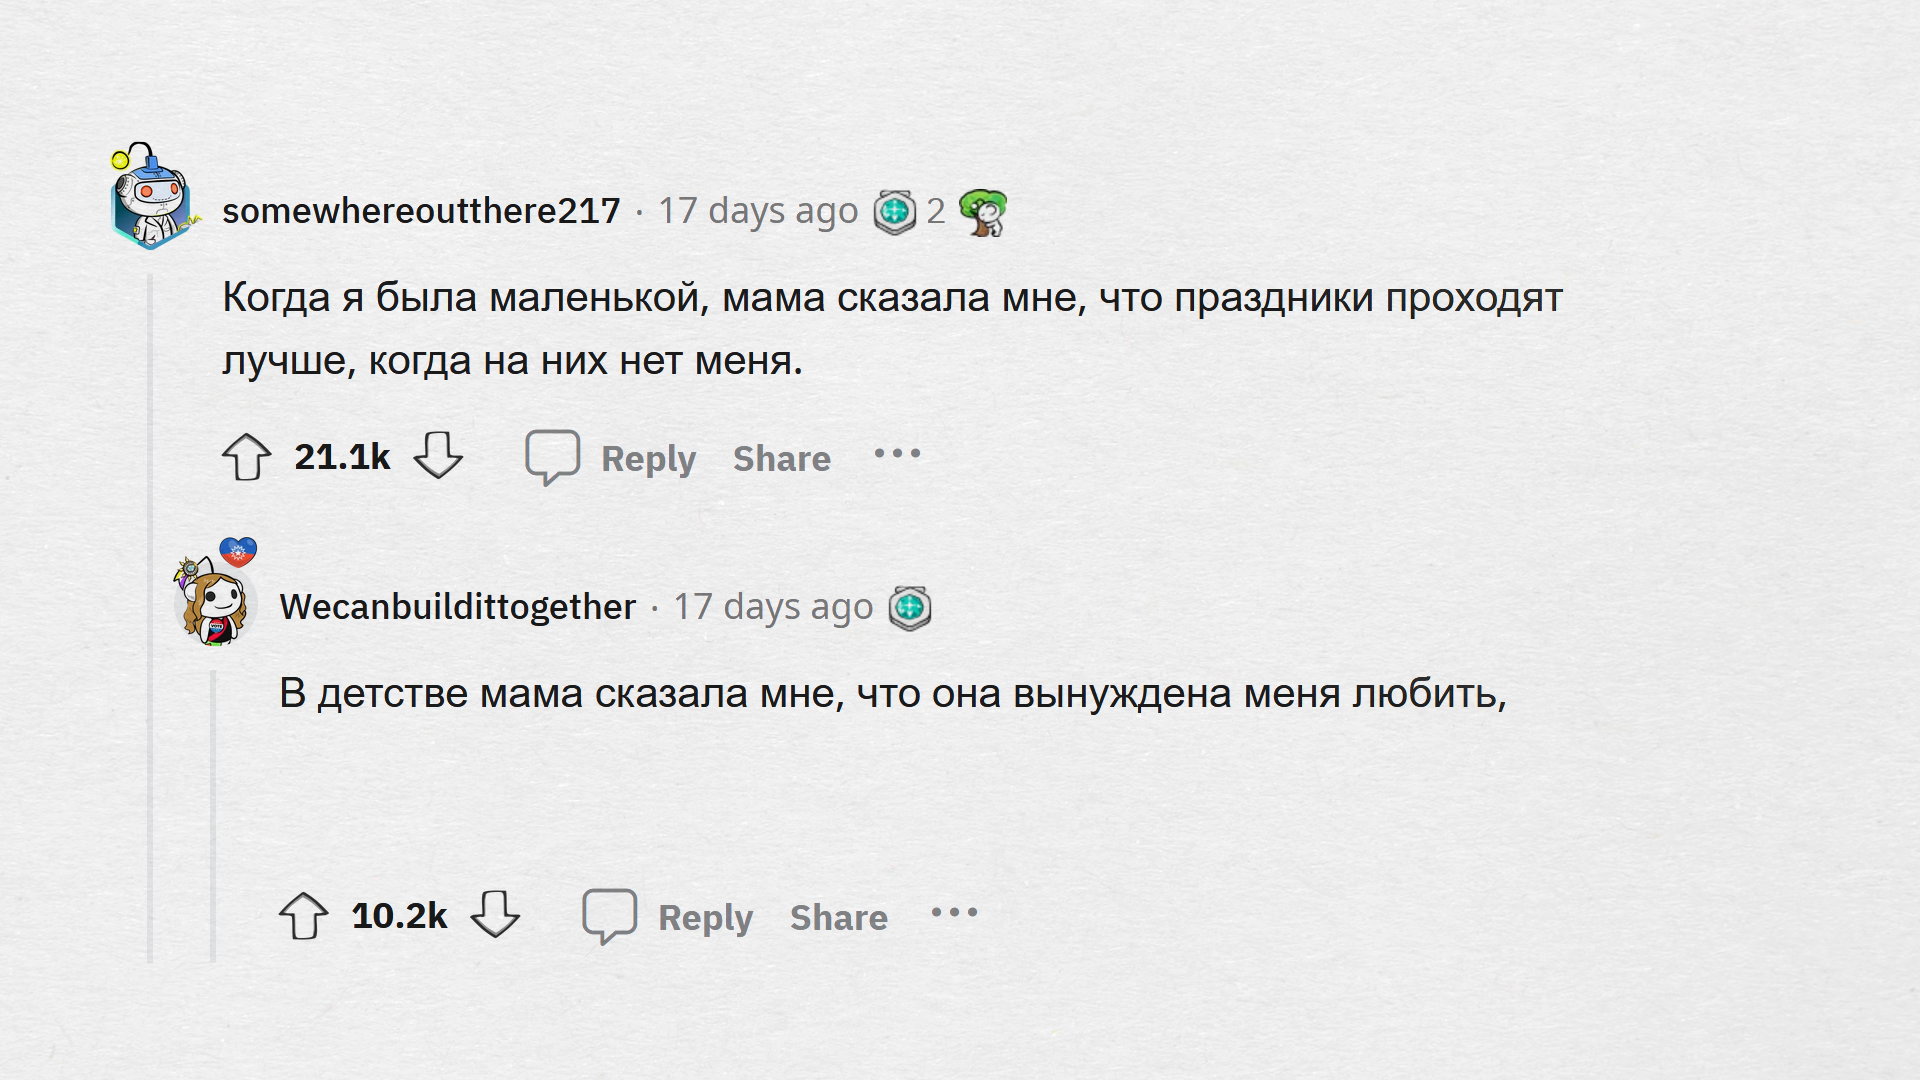 somewhereoutthere217 · 17 days ago 2
Когда я была маленькой, мама сказала мне, что праздники проходят
лучше, когда на них нет меня.
21.1k Reply Share •••
Wecanbuildittogether · 17 days ago
В детстве мама сказала мне, что она вынуждена меня любить,
10.2k Reply Share •••